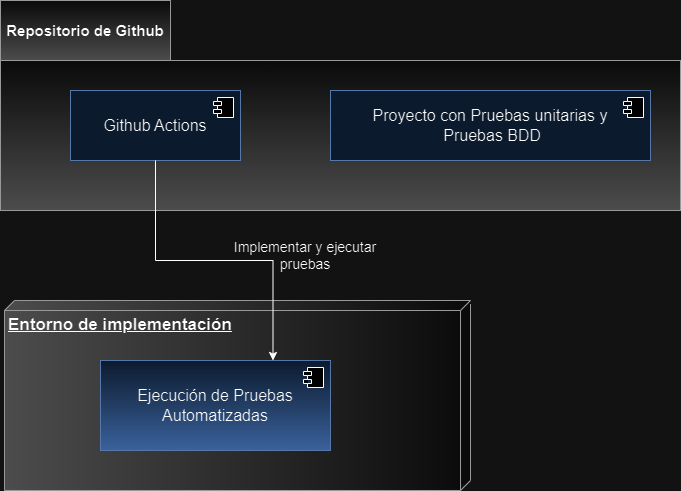 Repositorio de Github
Github Actions
Proyecto con Pruebas unitarias y
Pruebas BDD
Implementar y ejecutar
pruebas
Entorno de implementación
Ejecución de Pruebas
Automatizadas